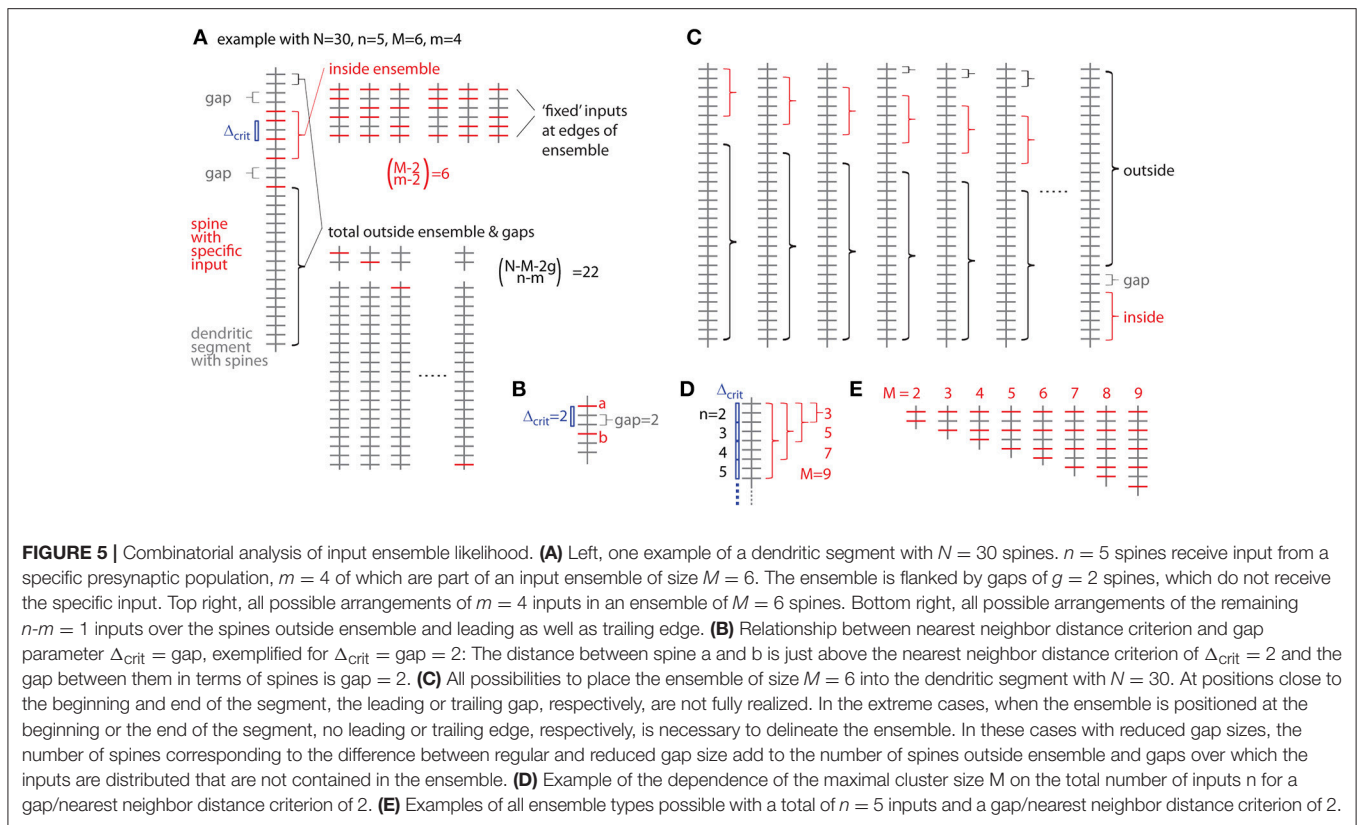 A example with N=30, n=5, M=6, m=4
inside ensemble
gap
Δcrit
gap
'fixed' inputs
at edges of
ensemble
(M-2
m-2) =6
spine
with
specific
input
total outside ensemble & gaps
(N-M-2g
n-m) =22
dendritic
segment
with spines
......
B
a
Δcrit=2
gap=2
b
C
outside
......
gap
inside
D
Δcrit
n=2
3
3
5
4
7
5
M=9
E
M = 2 3 4 5 6 7 8 9
FIGURE 5 | Combinatorial analysis of input ensemble likelihood. (A) Left, one example of a dendritic segment with N = 30 spines. n = 5 spines receive input from a
specific presynaptic population, m = 4 of which are part of an input ensemble of size M = 6. The ensemble is flanked by gaps of g = 2 spines, which do not receive
the specific input. Top right, all possible arrangements of m = 4 inputs in an ensemble of M = 6 spines. Bottom right, all possible arrangements of the remaining
n-m = 1 inputs over the spines outside ensemble and leading as well as trailing edge. (B) Relationship between nearest neighbor distance criterion and gap
parameter Δcrit = gap, exemplified for Δcrit = gap = 2: The distance between spine a and b is just above the nearest neighbor distance criterion of Δcrit = 2 and the
gap between them in terms of spines is gap = 2. (C) All possibilities to place the ensemble of size M = 6 into the dendritic segment with N = 30. At positions close to
the beginning and end of the segment, the leading or trailing gap, respectively, are not fully realized. In the extreme cases, when the ensemble is positioned at the
beginning or the end of the segment, no leading or trailing edge, respectively, is necessary to delineate the ensemble. In these cases with reduced gap sizes, the
number of spines corresponding to the difference between regular and reduced gap size add to the number of spines outside ensemble and gaps over which the
inputs are distributed that are not contained in the ensemble. (D) Example of the dependence of the maximal cluster size M on the total number of inputs n for a
gap/nearest neighbor distance criterion of 2. (E) Examples of all ensemble types possible with a total of n = 5 inputs and a gap/nearest neighbor distance criterion of 2.